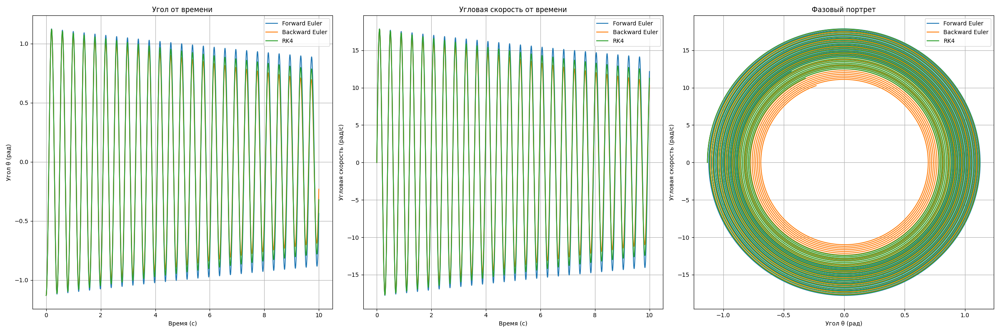 Угол от времени
Угол θ (рад)
1.0
0.5
0.0
−0.5
−1.0
0 2 4 6 8 10
Время (с)
Forward Euler
Backward Euler
RK4
Угловая скорость от времени
Угловая скорость (рад/с)
15
10
5
0
−5
−10
−15
0 2 4 6 8 10
Время (с)
Forward Euler
Backward Euler
RK4
Фазовый портрет
Угловая скорость (рад/с)
15
10
5
0
−5
−10
−15
−1.0 −0.5 0.0 0.5 1.0
Угол θ (рад)
Forward Euler
Backward Euler
RK4